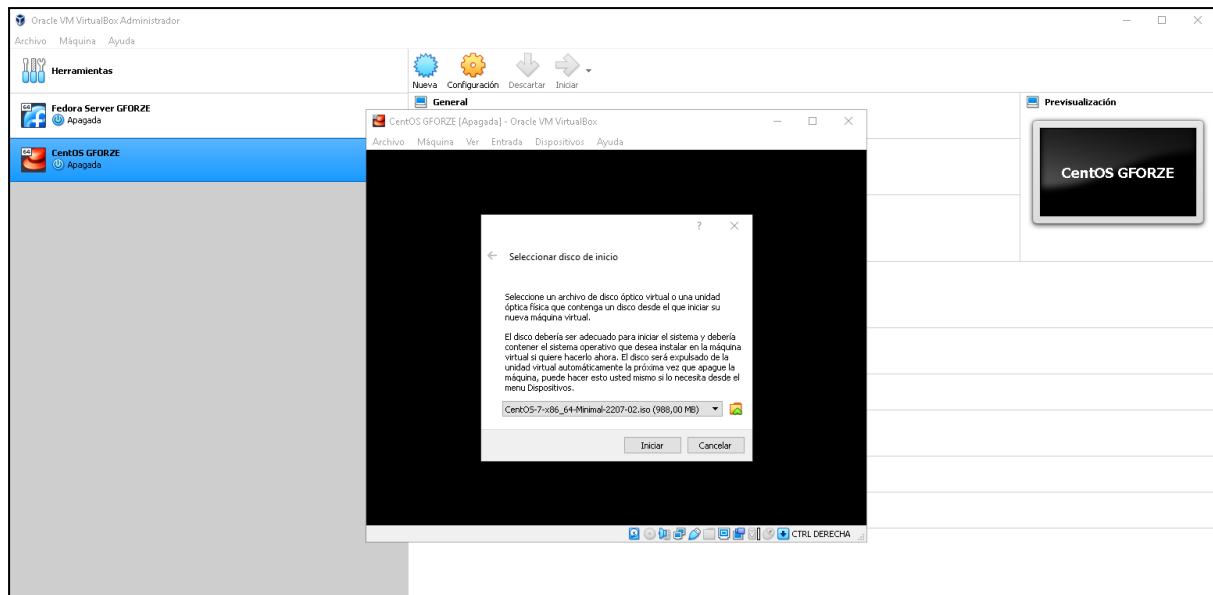 Oracle VM VirtualBox Administrador
Archivo Máquina Ayuda
Herramientas
Nueva Configuración Descartar Iniciar
64
Fedora Server GFORZE
Apagada
64
CentOS GFORZE
Apagada
General
Previsualización
CentOS GFORZE
CentOS GFORZE [Apagada] - Oracle VM VirtualBox
Archivo Máquina Ver Entrada Dispositivos Ayuda
Seleccionar disco de inicio
Seleccione un archivo de disco óptico virtual o una unidad
óptica física que contenga un disco desde el que iniciar su
nueva máquina virtual.
El disco debería ser adecuado para iniciar el sistema y debería
contener el sistema operativo que desea instalar en la máquina
virtual si quiere hacerlo ahora. El disco será expulsado de la
unidad virtual automáticamente la próxima vez que apague la
máquina, puede hacer esto usted mismo si lo necesita desde el
menu Dispositivos.
CentOS-7-x86_64-Minimal-2207-02.iso (988,00 MB)
Iniciar Cancelar
CTRL DERECHA